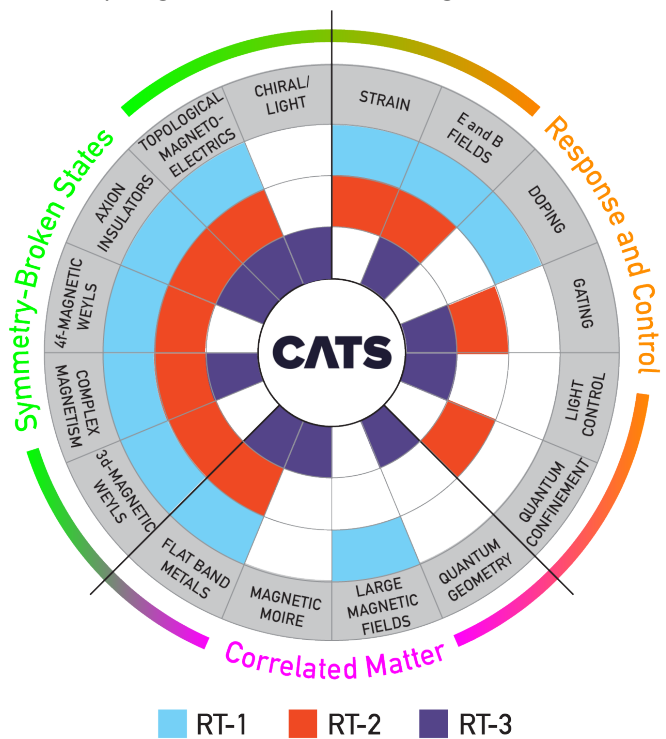 CHIRAL/
LIGHT
STRAIN
E and B
FIELDS
DOPING
GATING
LIGHT
CONTROL
QUANTUM
CONFINEMENT
QUANTUM
GEOMETRY
LARGE
MAGNETIC
FIELDS
MAGNETIC
MOIRE
FLAT BAND
METALS
3d-MAGNETIC
WEYLS
COMPLEX
MAGNETISM
4f-MAGNETIC
WEYLS
AXION
INSULATORS
TOPOLOGICAL
MAGNETO-
ELECTRICS
Symmetry-Broken States
Response and Control
Correlated Matter
CATS
RT-1
RT-2
RT-3